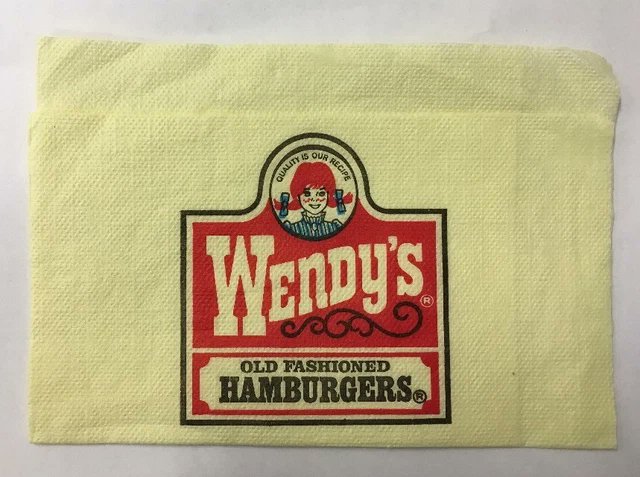 QUALITY IS OUR RECIPE
WENDY'S ®
OLD FASHIONED
HAMBURGERS®